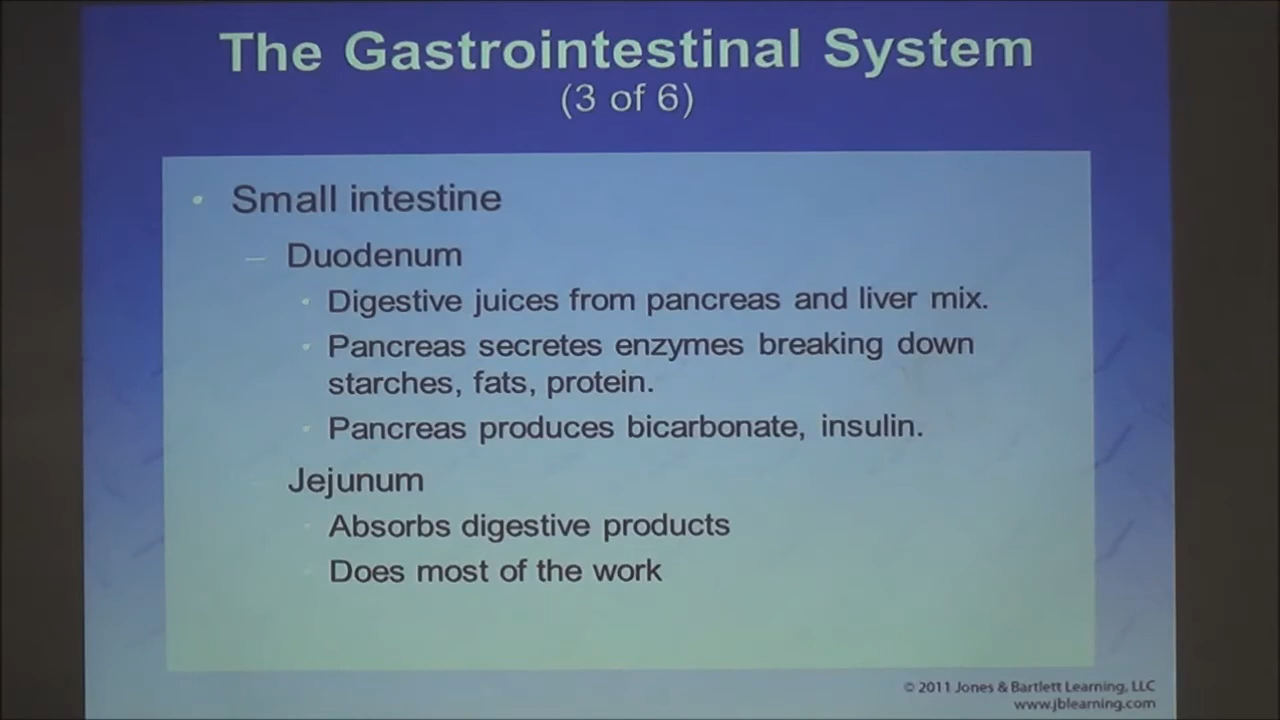 The Gastrointestinal System
(3 of 6)
• Small intestine
– Duodenum
• Digestive juices from pancreas and liver mix.
• Pancreas secretes enzymes breaking down
starches, fats, protein.
• Pancreas produces bicarbonate, insulin.
– Jejunum
• Absorbs digestive products
• Does most of the work
© 2011 Jones & Bartlett Learning, LLC
www.jblearning.com